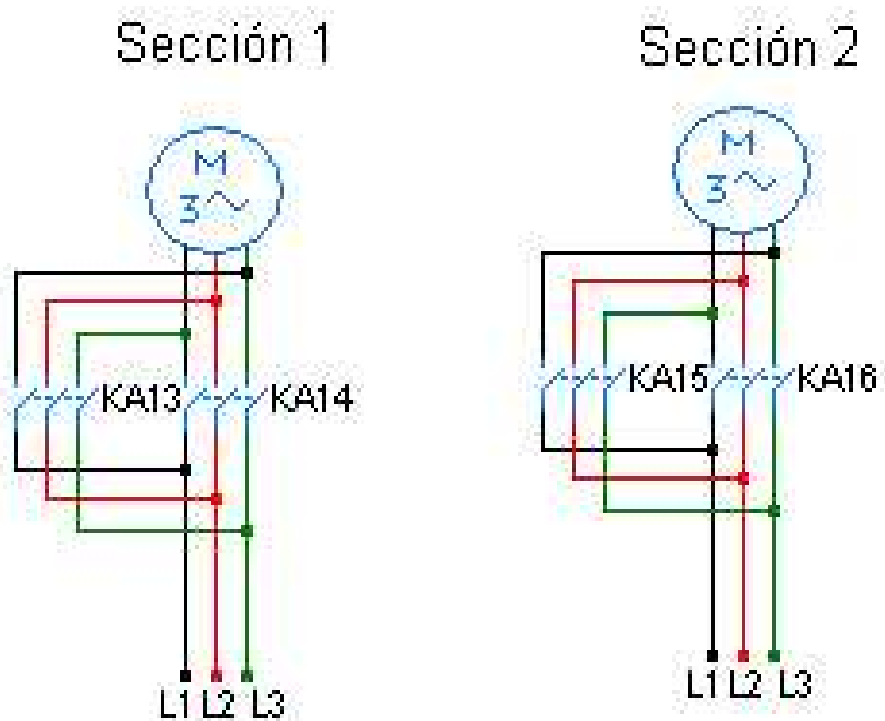 Sección 1
Sección 2
M
3
M
3
KA13
KA14
KA15
KA16
L1 L2 L3
L1 L2 L3